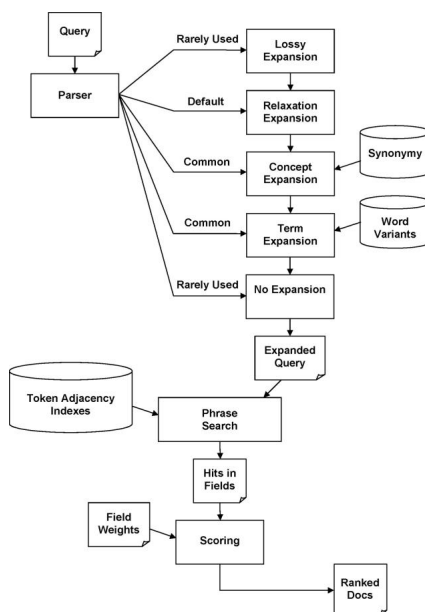 Query
Parser
Rarely Used
Lossy
Expansion
Default
Relaxation
Expansion
Common
Concept
Expansion
Synonymy
Common
Term
Expansion
Word
Variants
Rarely Used
No Expansion
Expanded
Query
Token Adjacency
Indexes
Phrase
Search
Hits in
Fields
Field
Weights
Scoring
Ranked
Docs